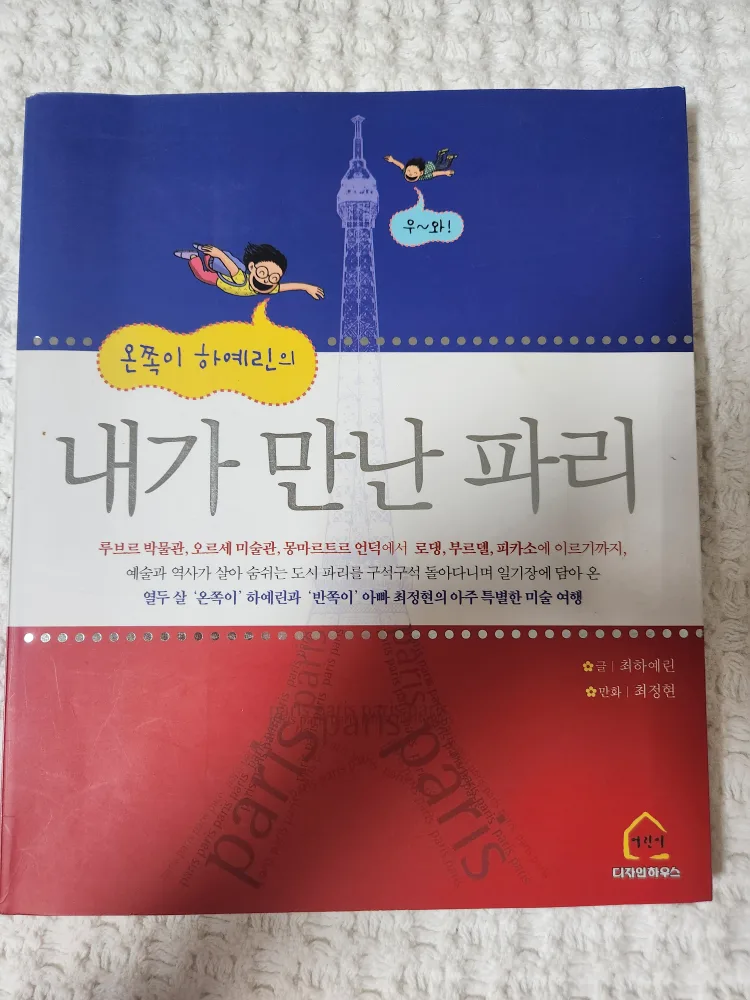 우~와!
온쪽이 하예린의
내가 만난 파리
루브르 박물관, 오르세 미술관, 몽마르트르 언덕에서 로댕, 부르델, 피카소에 이르기까지,
예술과 역사가 살아 숨쉬는 도시 파리를 구석구석 돌아다니며 일기장에 담아 온
열두 살 ‘온쪽이’ 하예린과 ‘반쪽이’ 아빠 최정현의 아주 특별한 미술 여행
글 | 최하예린
만화 | 최정현
paris
paris
paris
어린이
디자인하우스